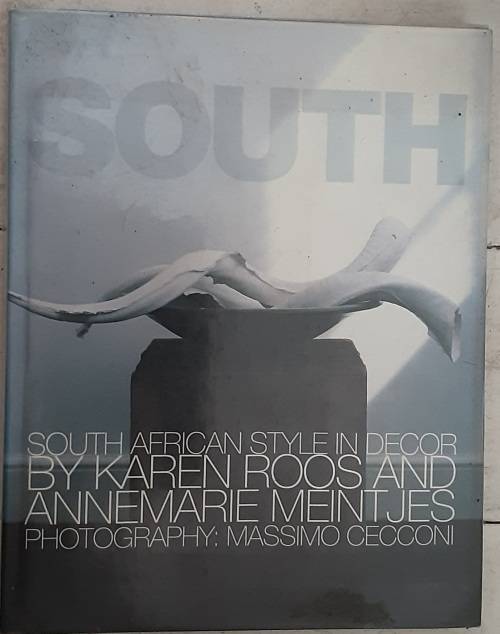 SOUTH
SOUTH AFRICAN STYLE IN DECOR
BY KAREN ROOS AND
ANNEMARIE MEINTJES
PHOTOGRAPHY: MASSIMO CECCONI